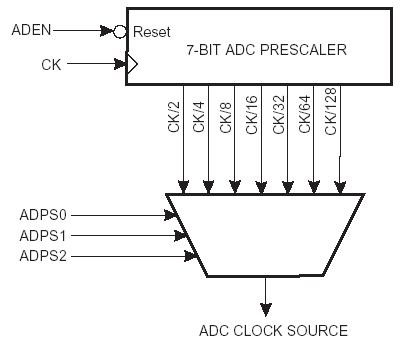 ADEN
Reset
7-BIT ADC PRESCALER
CK
CK/2
CK/4
CK/8
CK/16
CK/32
CK/64
CK/128
ADPS0
ADPS1
ADPS2
ADC CLOCK SOURCE